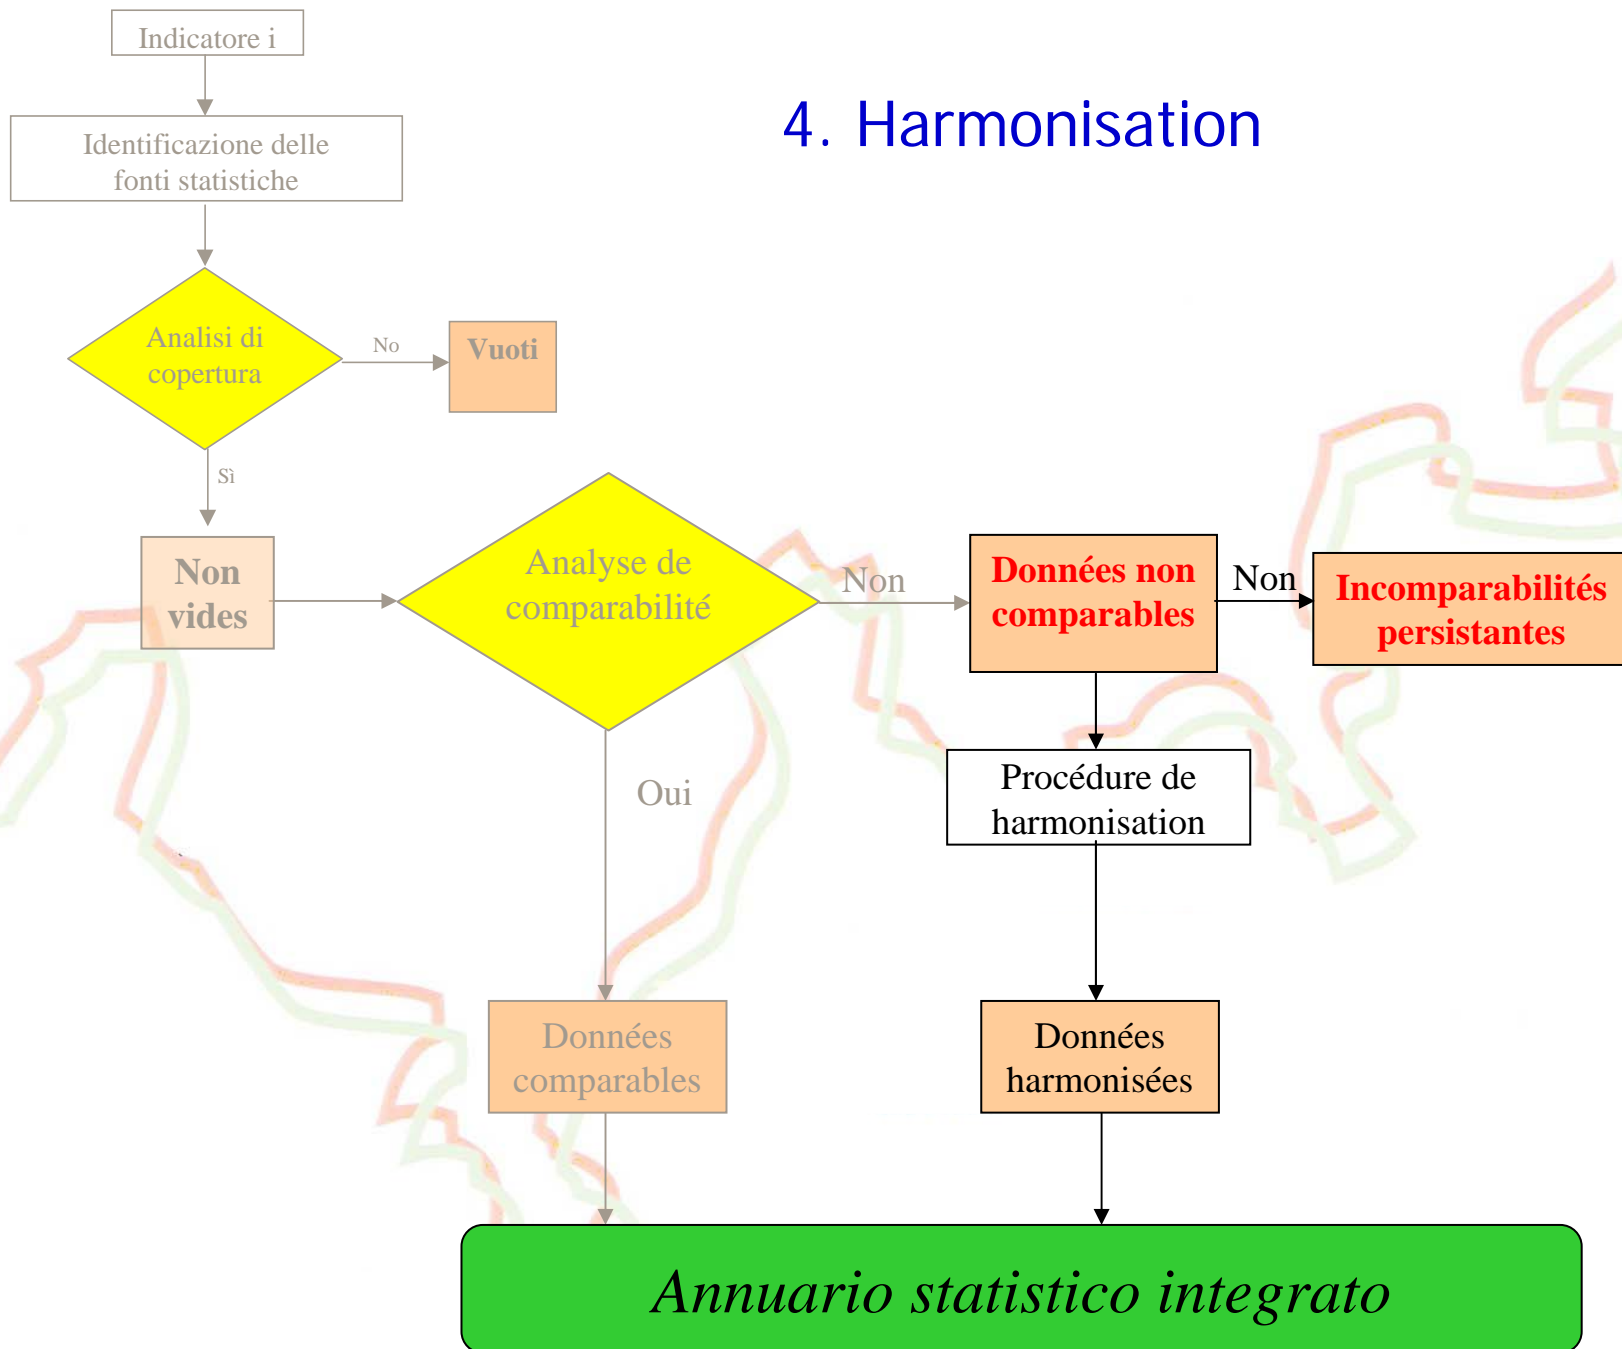 Indicatore i
4. Harmonisation
Identificazione delle
fonti statistiche
Analisi di
copertura
No
Vuoti
Sì
Non
vides
Analyse de
comparabilité
Non
Données non
comparables
Non
Incomparabilités
persistantes
Oui
Procédure de
harmonisation
Données
comparables
Données
harmonisées
Annuario statistico integrato